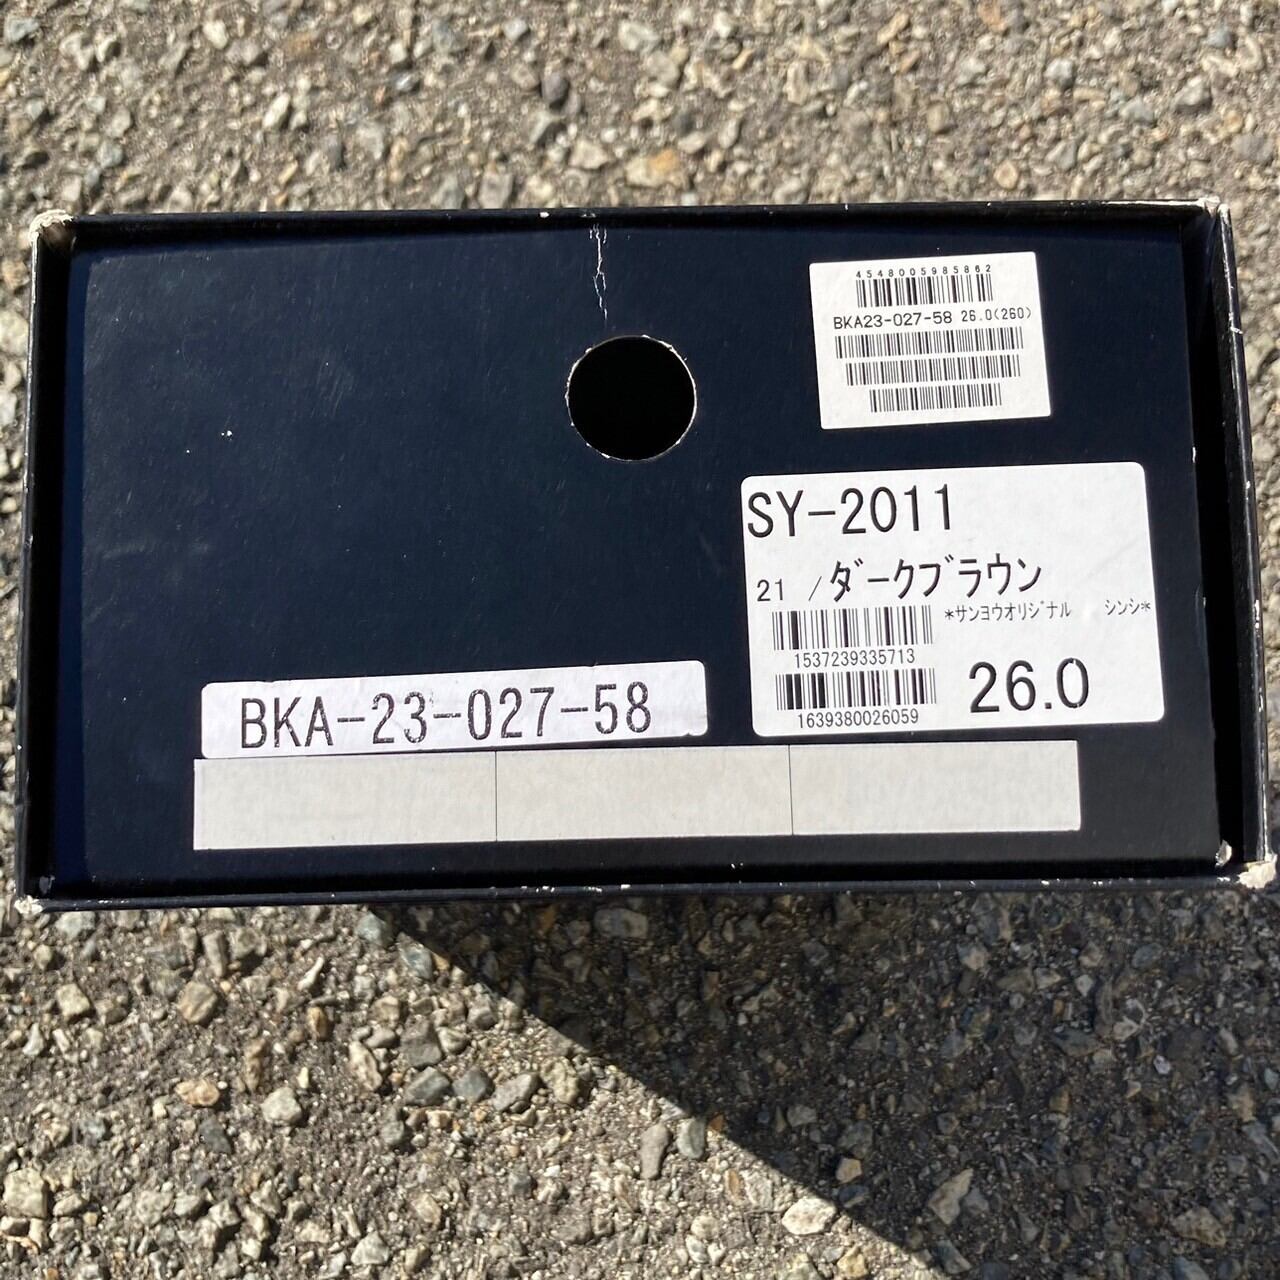 4548005985862
BKA23-027-58 26.0(260)
SY-2011
21 /ダークブラウン
*サンヨウオリジナル シンシ*
1537239335713
1639380026059
26.0
BKA-23-027-58